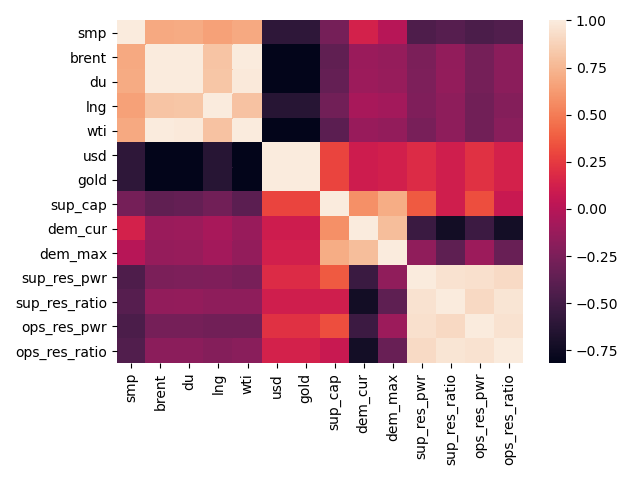 smp
brent
du
lng
wti
usd
gold
sup_cap
dem_cur
dem_max
sup_res_pwr
sup_res_ratio
ops_res_pwr
ops_res_ratio
smp
brent
du
lng
wti
usd
gold
sup_cap
dem_cur
dem_max
sup_res_pwr
sup_res_ratio
ops_res_pwr
ops_res_ratio
1.00
0.75
0.50
0.25
0.00
−0.25
−0.50
−0.75